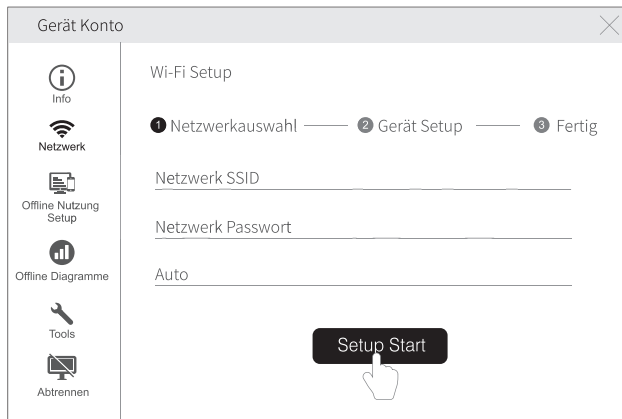 Gerät Konto
Info
Netzwerk
Offline Nutzung
Setup
Offline Diagramme
Tools
Abtrennen
Wi-Fi Setup
1 Netzwerkauswahl 2 Gerät Setup 3 Fertig
Netzwerk SSID
Netzwerk Passwort
Auto
Setup Start